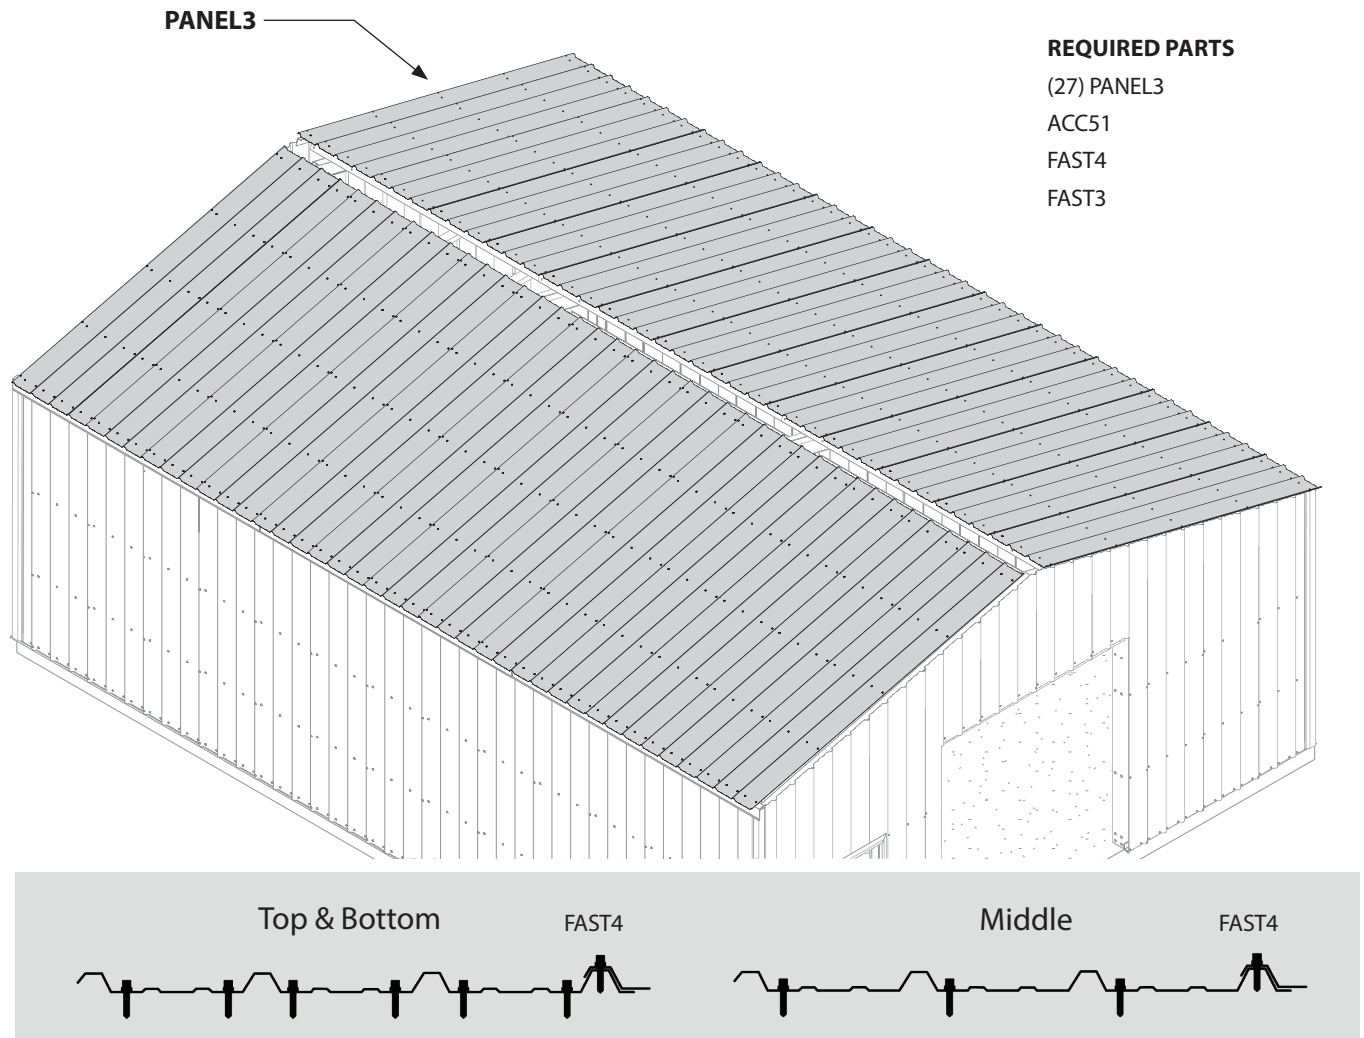 PANEL3
REQUIRED PARTS
(27) PANEL3
ACC51
FAST4
FAST3
Top & Bottom
FAST4
Middle
FAST4